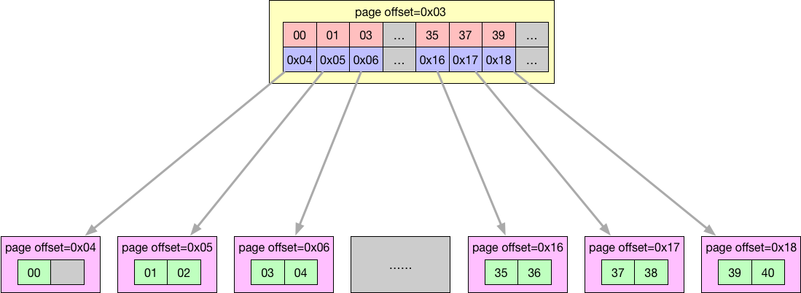 page offset=0x03
00 01 03 ... 35 37 39 ...
0x04 0x05 0x06 ... 0x16 0x17 0x18 ...
page offset=0x04 page offset=0x05 page offset=0x06 page offset=0x16 page offset=0x17 page offset=0x18
00 01 02 03 04 ...... 35 36 37 38 39 40